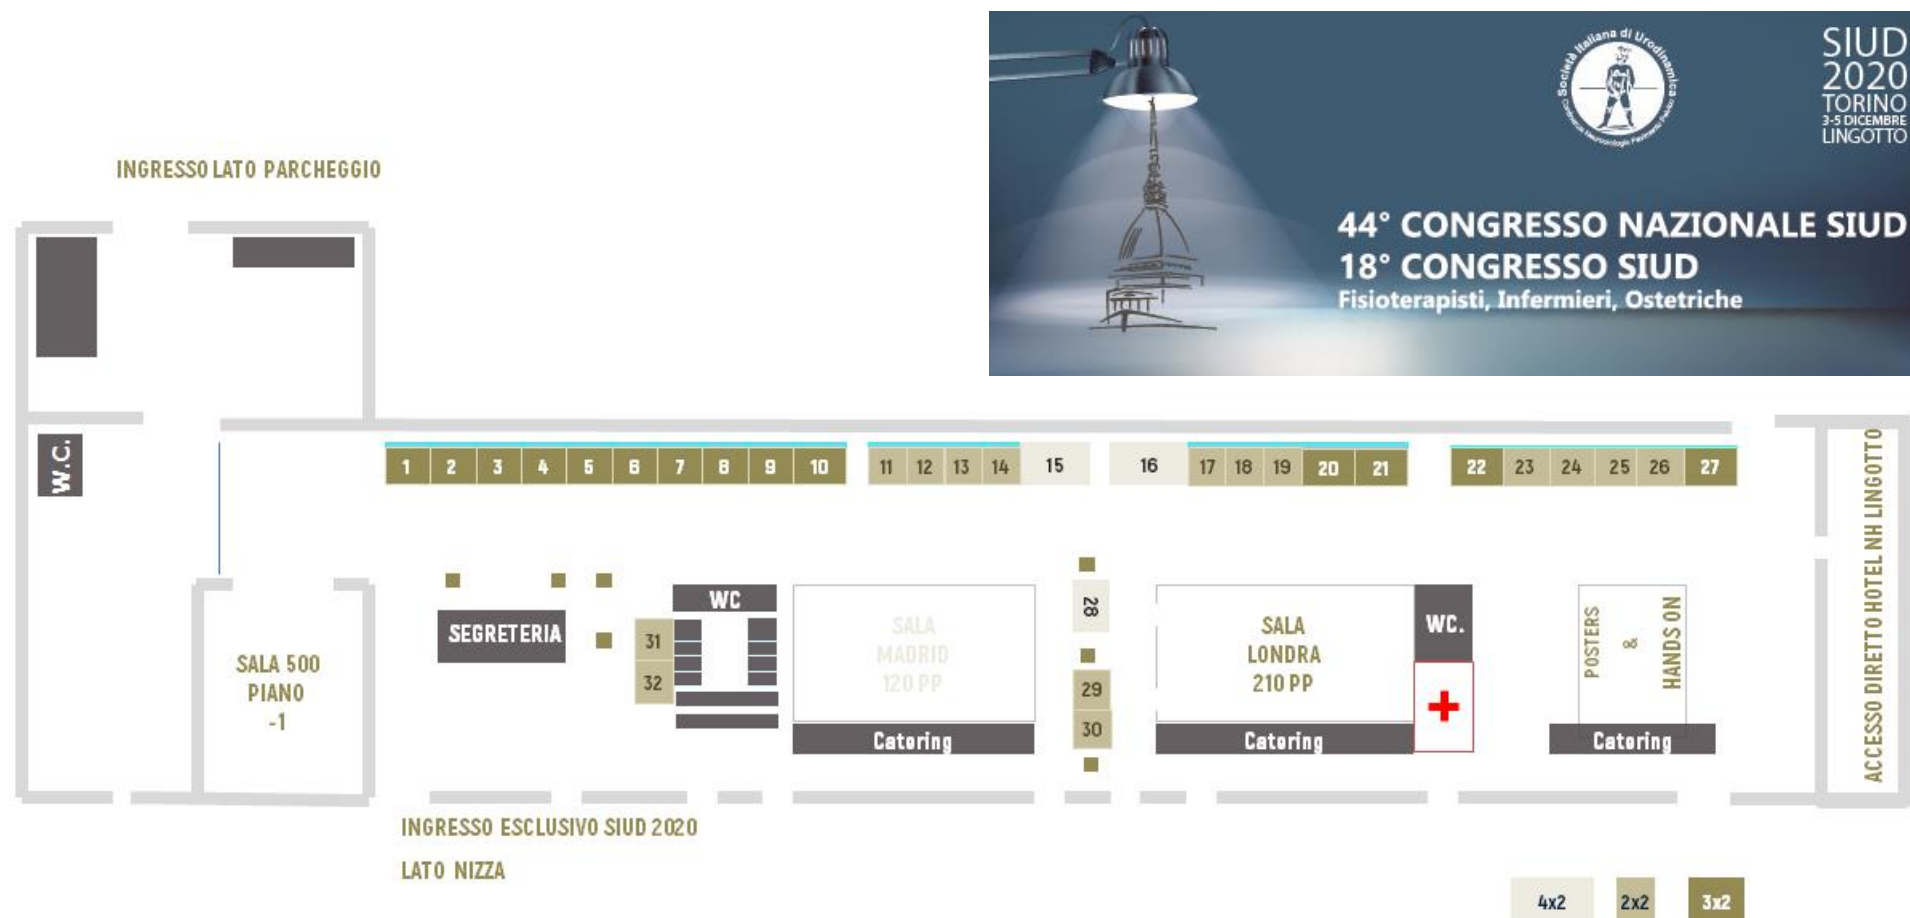 Società Italiana di Urodinamica
SIUD
2020
TORINO
3-5 DICEMBRE
LINGOTTO
44° CONGRESSO NAZIONALE SIUD
18° CONGRESSO SIUD
Fisioterapisti, Infermieri, Ostetriche
INGRESSO LATO PARCHEGGIO
W.C.
1 2 3 4 5 6 7 8 9 10 11 12 13 14 15 16 17 18 19 20 21 22 23 24 25 26 27
ACCESSO DIRETTO HOTEL NH LINGOTTO
SALA 500
PIANO
-1
SEGRETERIA
31
32
WC
SALA
MADRID
120 PP
Catering
28
29
30
SALA
LONDRA
210 PP
Catering
WC.
POSTERS
&
HANDS ON
Catering
INGRESSO ESCLUSIVO SIUD 2020
LATO NIZZA
4x2 2x2 3x2